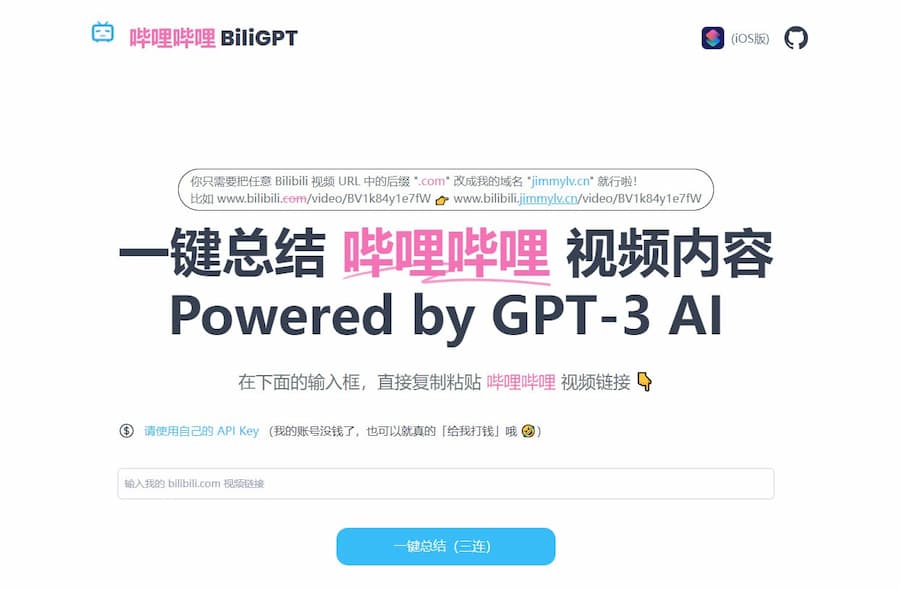 哔哩哔哩 BiliGPT
(iOS版)
你只需要把任意 Bilibili 视频 URL 中的后缀 ".com" 改成我的域名 "jimmylv.cn" 就行啦！
比如 www.bilibili.com/video/BV1k84y1e7fW 👉 www.bilibili.jimmylv.cn/video/BV1k84y1e7fW
一键总结 哔哩哔哩 视频内容
Powered by GPT-3 AI
在下面的输入框，直接复制粘贴 哔哩哔哩 视频链接 👇
请使用自己的 API Key （我的账号没钱了，也可以就真的「给我打钱」哦 🤣）
输入我的 bilibili.com 视频链接
一键总结（三连）